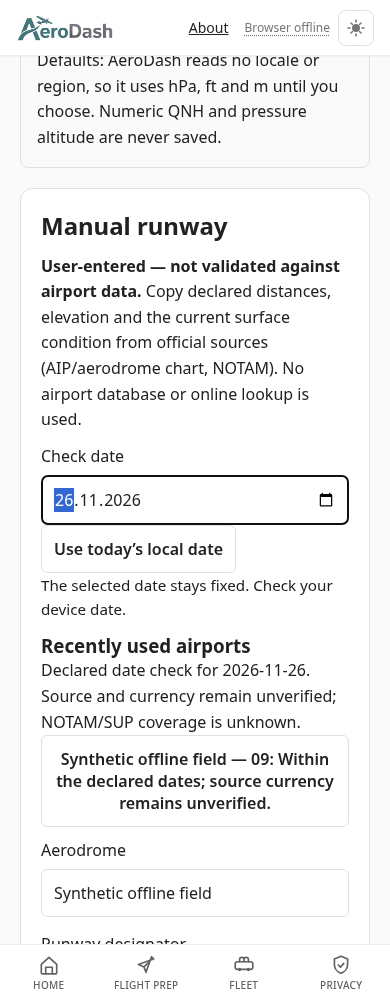 AeroDash
About
Browser offline
Defaults: AeroDash reads no locale or
region, so it uses hPa, ft and m until you
choose. Numeric QNH and pressure
altitude are never saved.
Manual runway
User-entered — not validated against
airport data. Copy declared distances,
elevation and the current surface
condition from official sources
(AIP/aerodrome chart, NOTAM). No
airport database or online lookup is
used.
Check date
26.11.2026
Use today’s local date
The selected date stays fixed. Check your
device date.
Recently used airports
Declared date check for 2026-11-26.
Source and currency remain unverified;
NOTAM/SUP coverage is unknown.
Synthetic offline field — 09: Within
the declared dates; source currency
remains unverified.
Aerodrome
Synthetic offline field
Runway designator
HOME
FLIGHT PREP
FLEET
PRIVACY